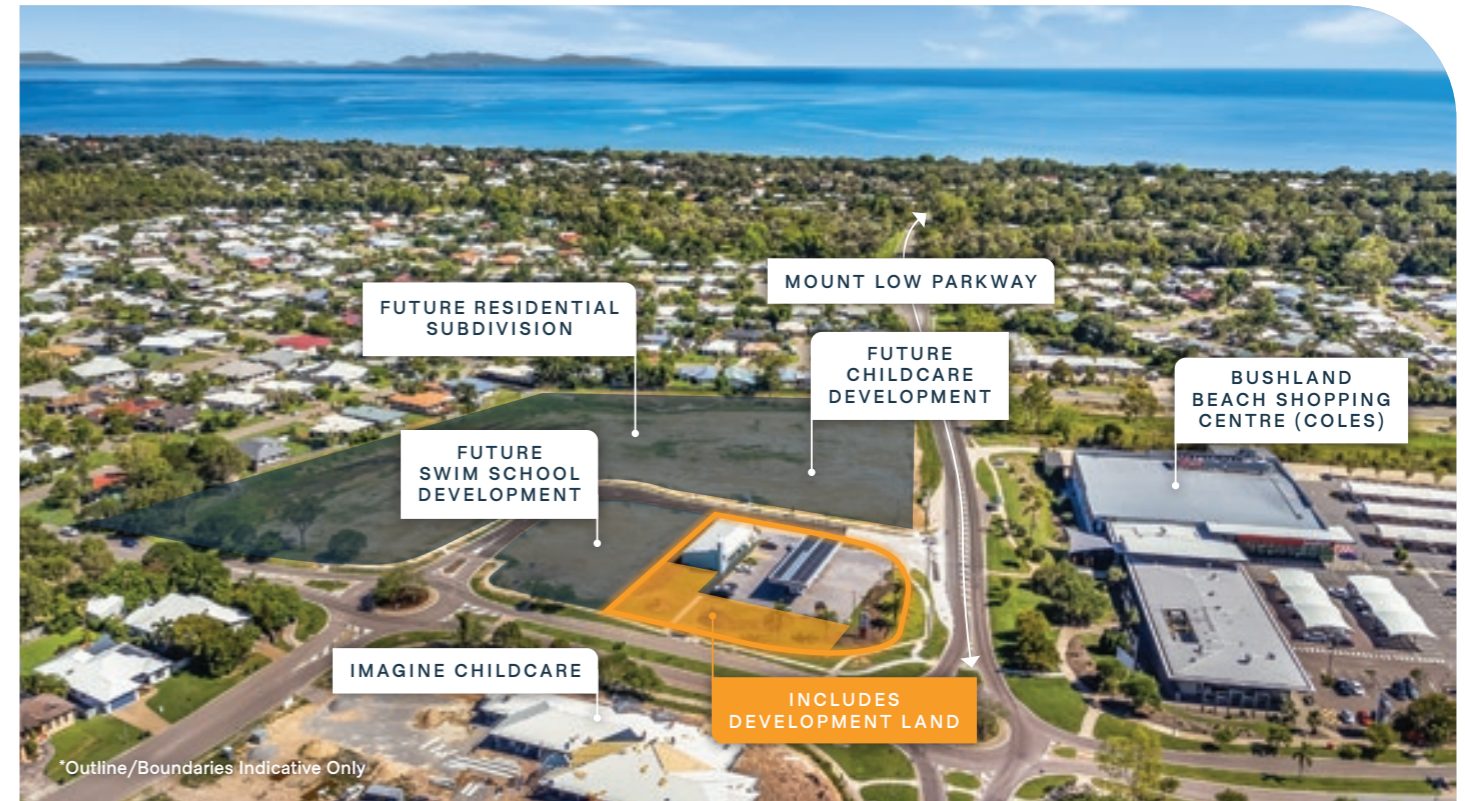 MOUNT LOW PARKWAY
FUTURE RESIDENTIAL
SUBDIVISION
FUTURE
CHILDCARE
DEVELOPMENT
BUSHLAND
BEACH SHOPPING
CENTRE (COLES)
FUTURE
SWIM SCHOOL
DEVELOPMENT
IMAGINE CHILDCARE
INCLUDES
DEVELOPMENT LAND
*Outline/Boundaries Indicative Only